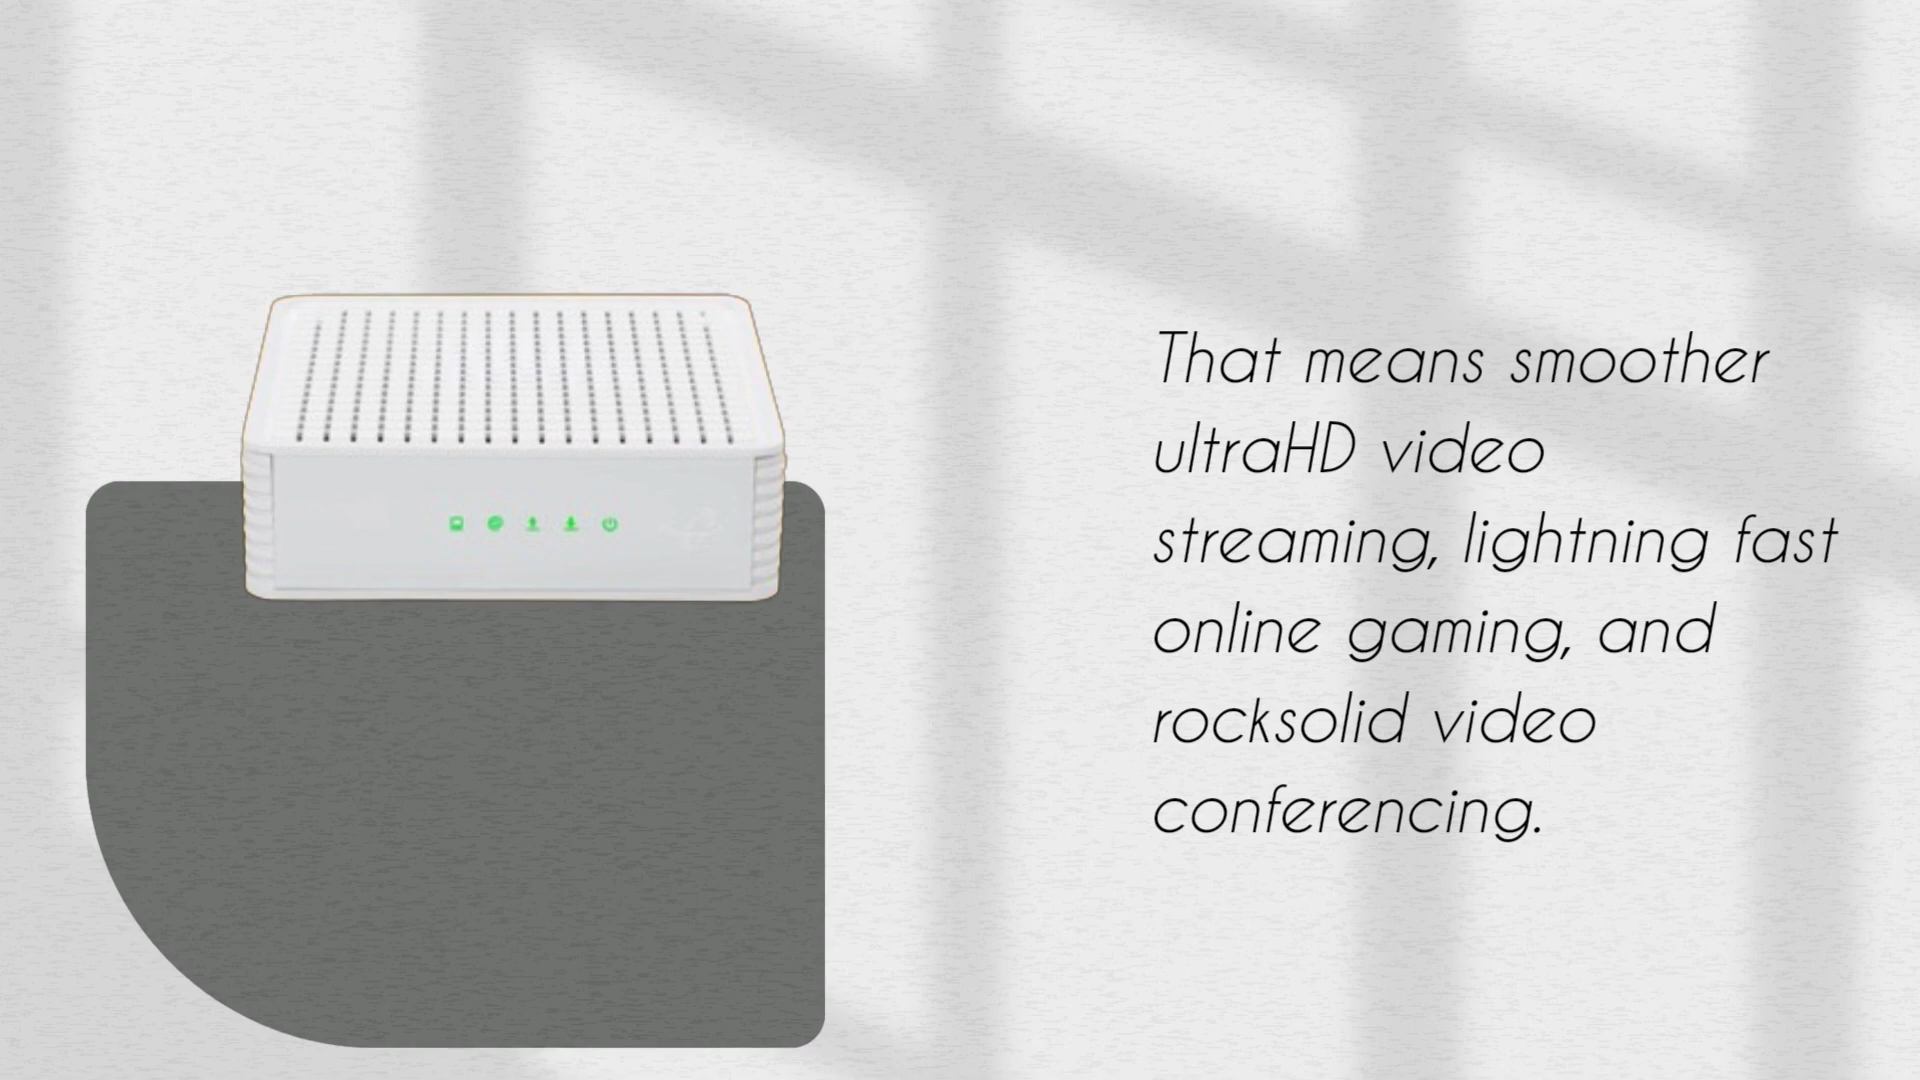 That means smoother
ultraHD video
streaming, lightning fast
online gaming, and
rocksolid video
conferencing.